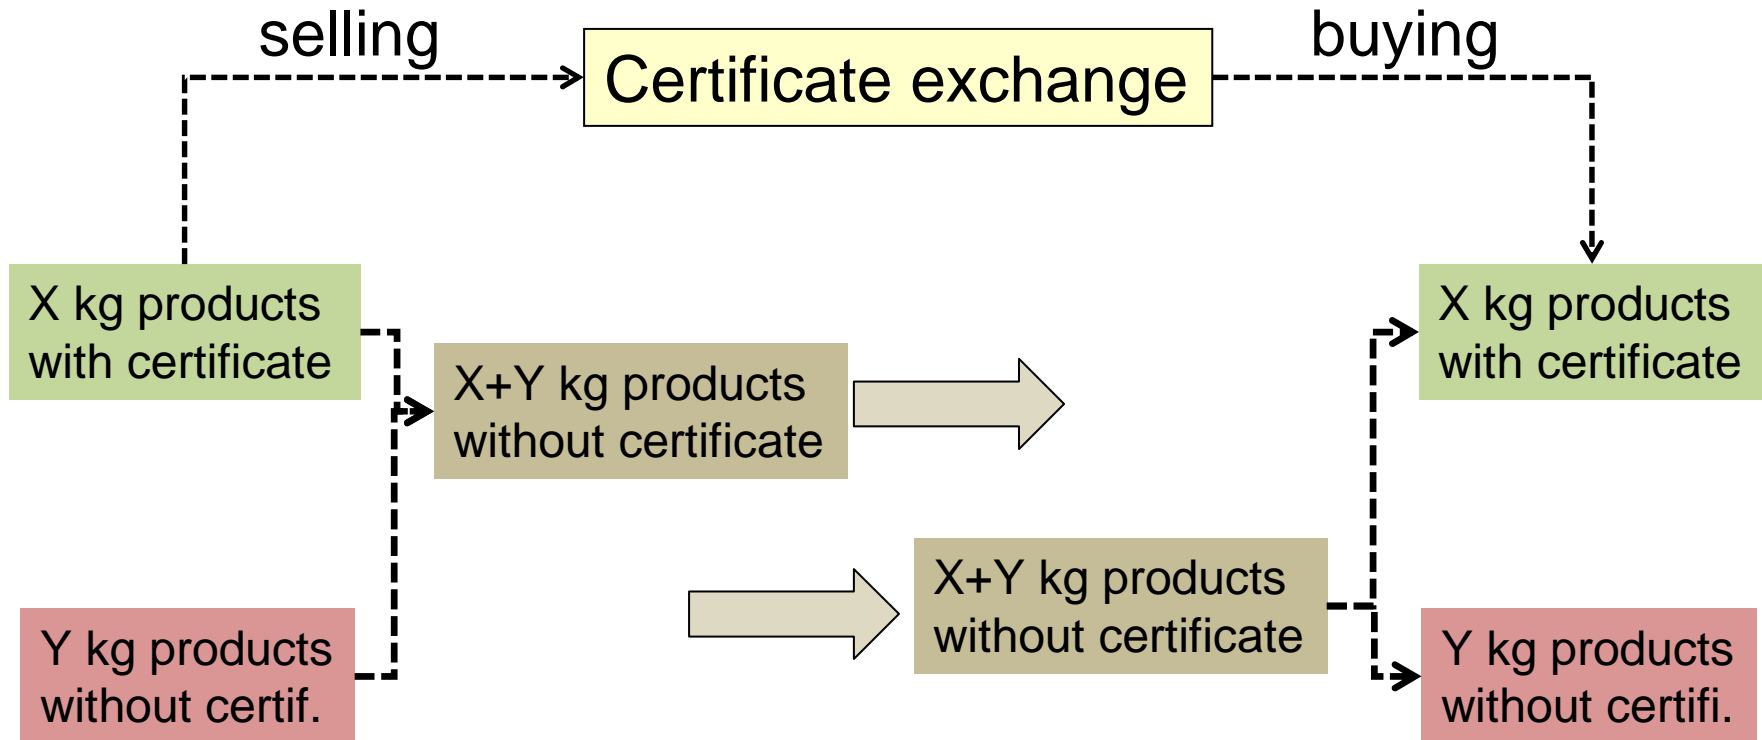 selling
Certificate exchange
buying
X kg products
with certificate
X+Y kg products
without certificate
Y kg products
without certif.
X+Y kg products
without certificate
X kg products
with certificate
Y kg products
without certifi.